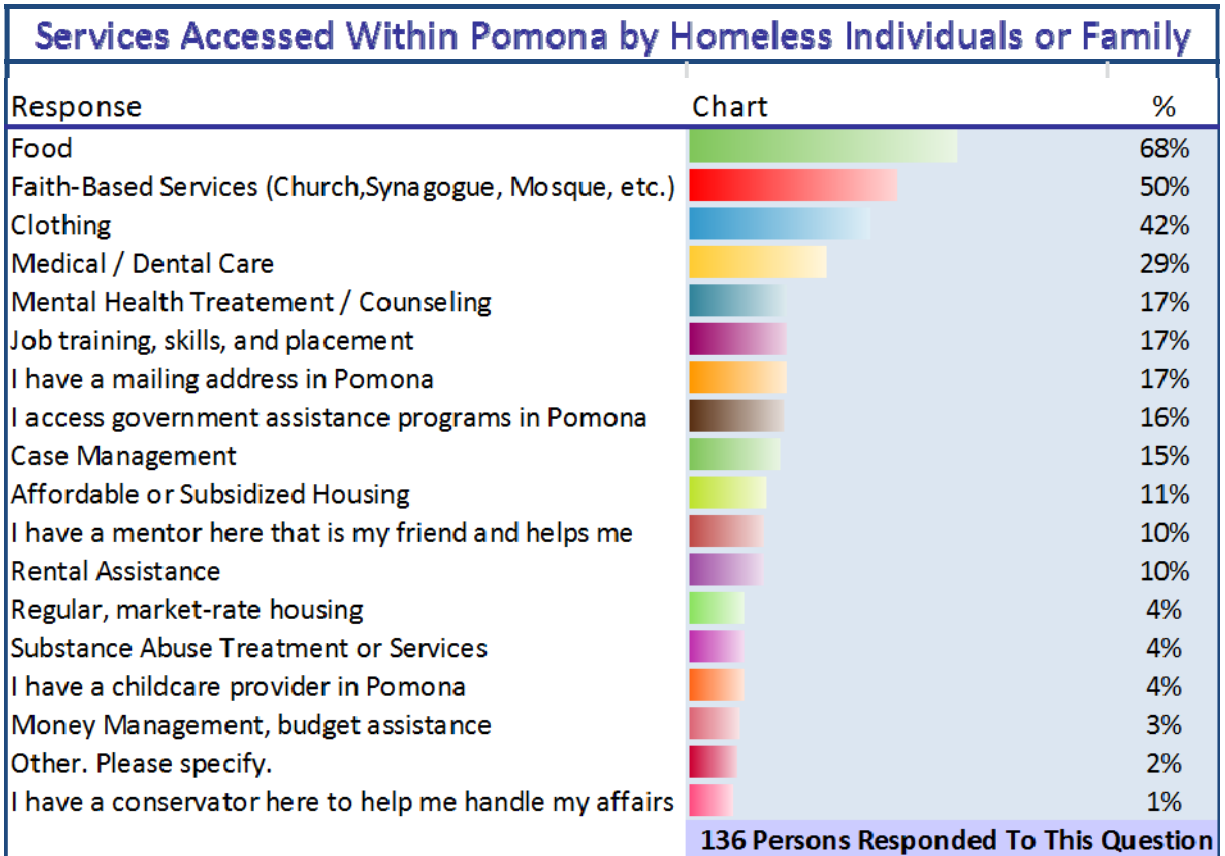 Services Accessed Within Pomona by Homeless Individuals or Family
Response Chart %
Food 68%
Faith-Based Services (Church,Synagogue, Mosque, etc.) 50%
Clothing 42%
Medical / Dental Care 29%
Mental Health Treatement / Counseling 17%
Job training, skills, and placement 17%
I have a mailing address in Pomona 17%
I access government assistance programs in Pomona 16%
Case Management 15%
Affordable or Subsidized Housing 11%
I have a mentor here that is my friend and helps me 10%
Rental Assistance 10%
Regular, market-rate housing 4%
Substance Abuse Treatment or Services 4%
I have a childcare provider in Pomona 4%
Money Management, budget assistance 3%
Other. Please specify. 2%
I have a conservator here to help me handle my affairs 1%
136 Persons Responded To This Question